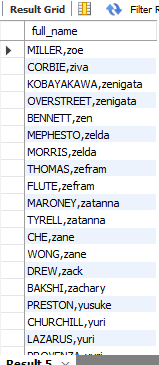 Result Grid
Filter R
full_name
MILLER,zoe
CORBIE,ziva
KOBAYAKAWA,zenigata
OVERSTREET,zenigata
BENNETT,zen
MEPHESTO,zelda
MORRIS,zelda
THOMAS,zefram
FLUTE,zefram
MARONEY,zatanna
TYRELL,zatanna
CHE,zane
WONG,zane
DREW,zack
BAKSHI,zachary
PRESTON,yusuke
CHURCHILL,yuri
LAZARUS,yuri
PROVENZA,yuri
Result 5